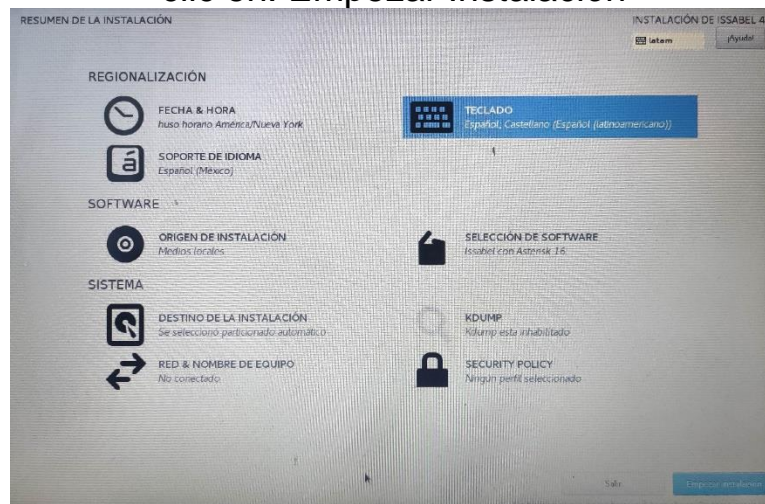 clic en: Empezar instalación
RESUMEN DE LA INSTALACIÓN
INSTALACIÓN DE ISSABEL 4
latam
¡Ayuda!
REGIONALIZACIÓN
FECHA & HORA
huso horario América/Nueva York
TECLADO
Español; Castellano (Español (latinoamericano))
SOPORTE DE IDIOMA
Español (México)
SOFTWARE
ORIGEN DE INSTALACIÓN
Medios locales
SELECCIÓN DE SOFTWARE
Issabel con Asterisk 16
SISTEMA
DESTINO DE LA INSTALACIÓN
Se seleccionó particionado automático
KDUMP
Kdump esta inhabilitado
RED & NOMBRE DE EQUIPO
No conectado
SECURITY POLICY
Ningún perfil seleccionado
Salir
Empezar instalación